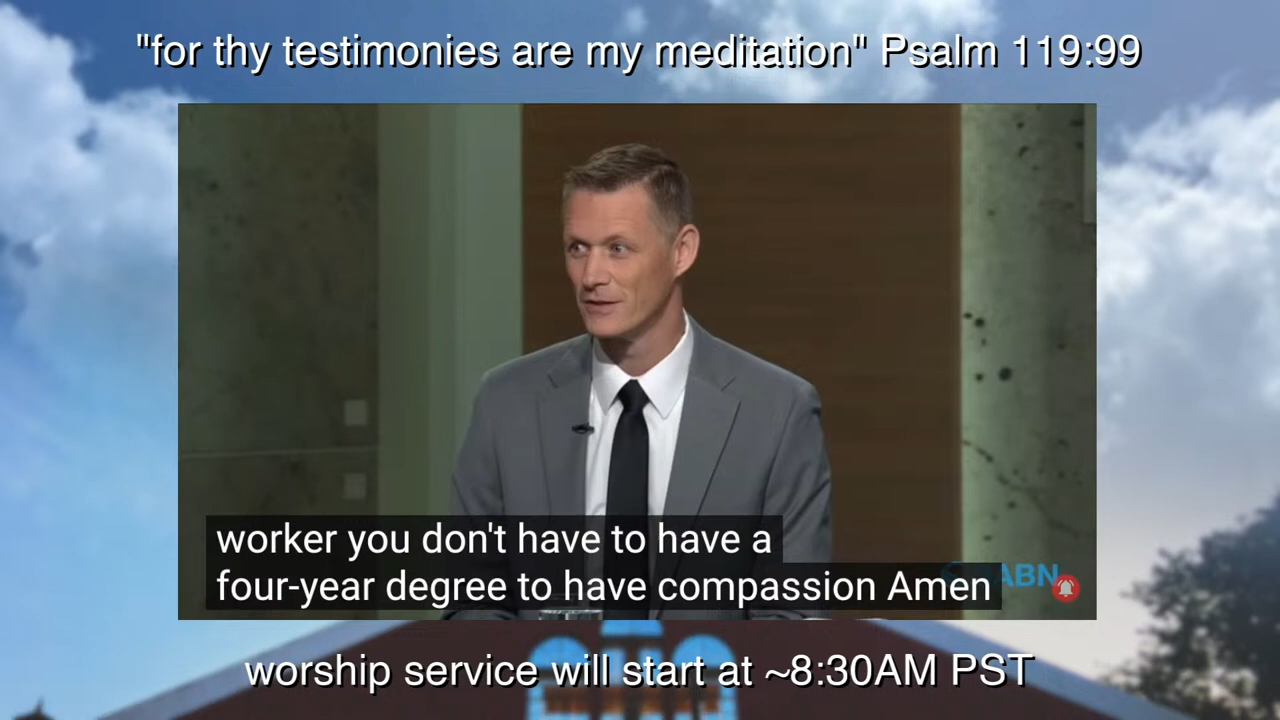 "for thy testimonies are my meditation" Psalm 119:99
worker you don't have to have a
four-year degree to have compassion Amen
ABN
worship service will start at ~8:30AM PST